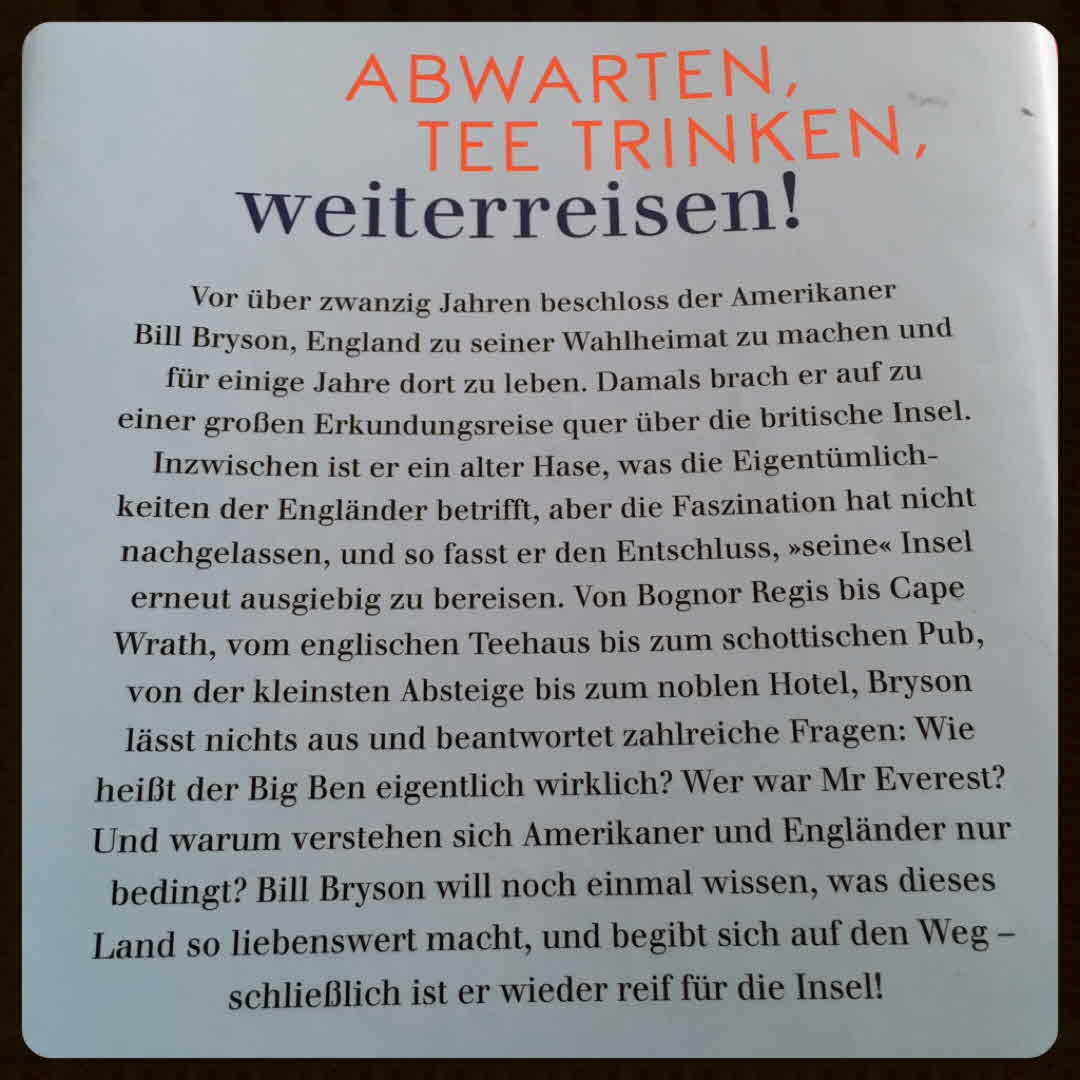 ABWARTEN,
TEE TRINKEN,
weiterreisen!
Vor über zwanzig Jahren beschloss der Amerikaner
Bill Bryson, England zu seiner Wahlheimat zu machen und
für einige Jahre dort zu leben. Damals brach er auf zu
einer großen Erkundungsreise quer über die britische Insel.
Inzwischen ist er ein alter Hase, was die Eigentümlich-
keiten der Engländer betrifft, aber die Faszination hat nicht
nachgelassen, und so fasst er den Entschluss, »seine« Insel
erneut ausgiebig zu bereisen. Von Bognor Regis bis Cape
Wrath, vom englischen Teehaus bis zum schottischen Pub,
von der kleinsten Absteige bis zum noblen Hotel, Bryson
lässt nichts aus und beantwortet zahlreiche Fragen: Wie
heißt der Big Ben eigentlich wirklich? Wer war Mr Everest?
Und warum verstehen sich Amerikaner und Engländer nur
bedingt? Bill Bryson will noch einmal wissen, was dieses
Land so liebenswert macht, und begibt sich auf den Weg –
schließlich ist er wieder reif für die Insel!